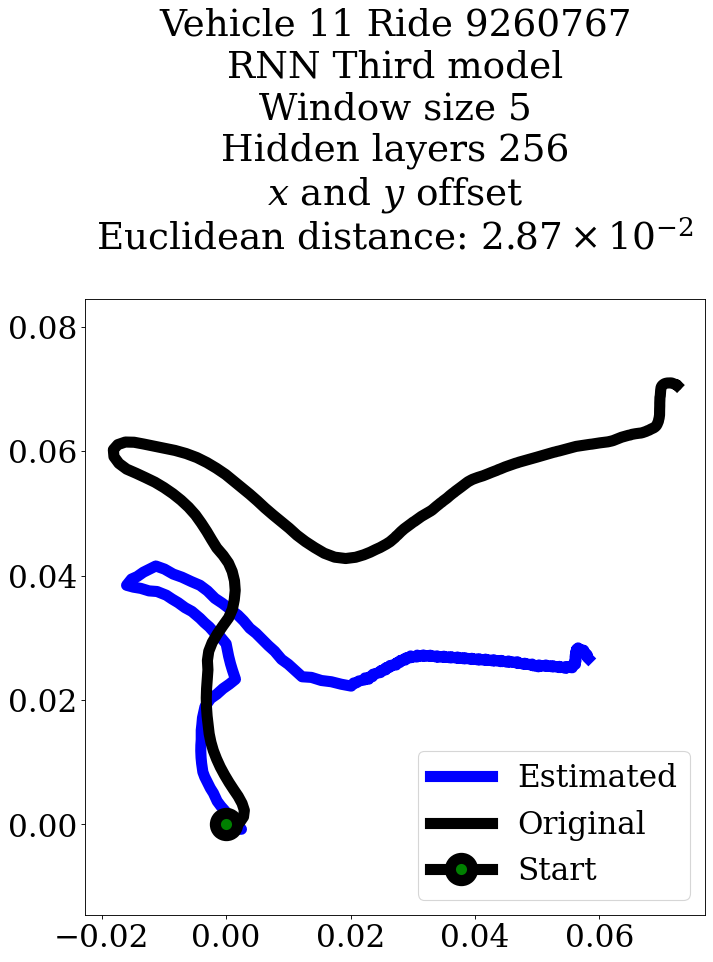 Vehicle 11 Ride 9260767
RNN Third model
Window size 5
Hidden layers 256
x and y offset
Euclidean distance: 2.87 × 10⁻²
0.08
0.06
0.04
0.02
0.00
−0.02 0.00 0.02 0.04 0.06
Estimated
Original
Start